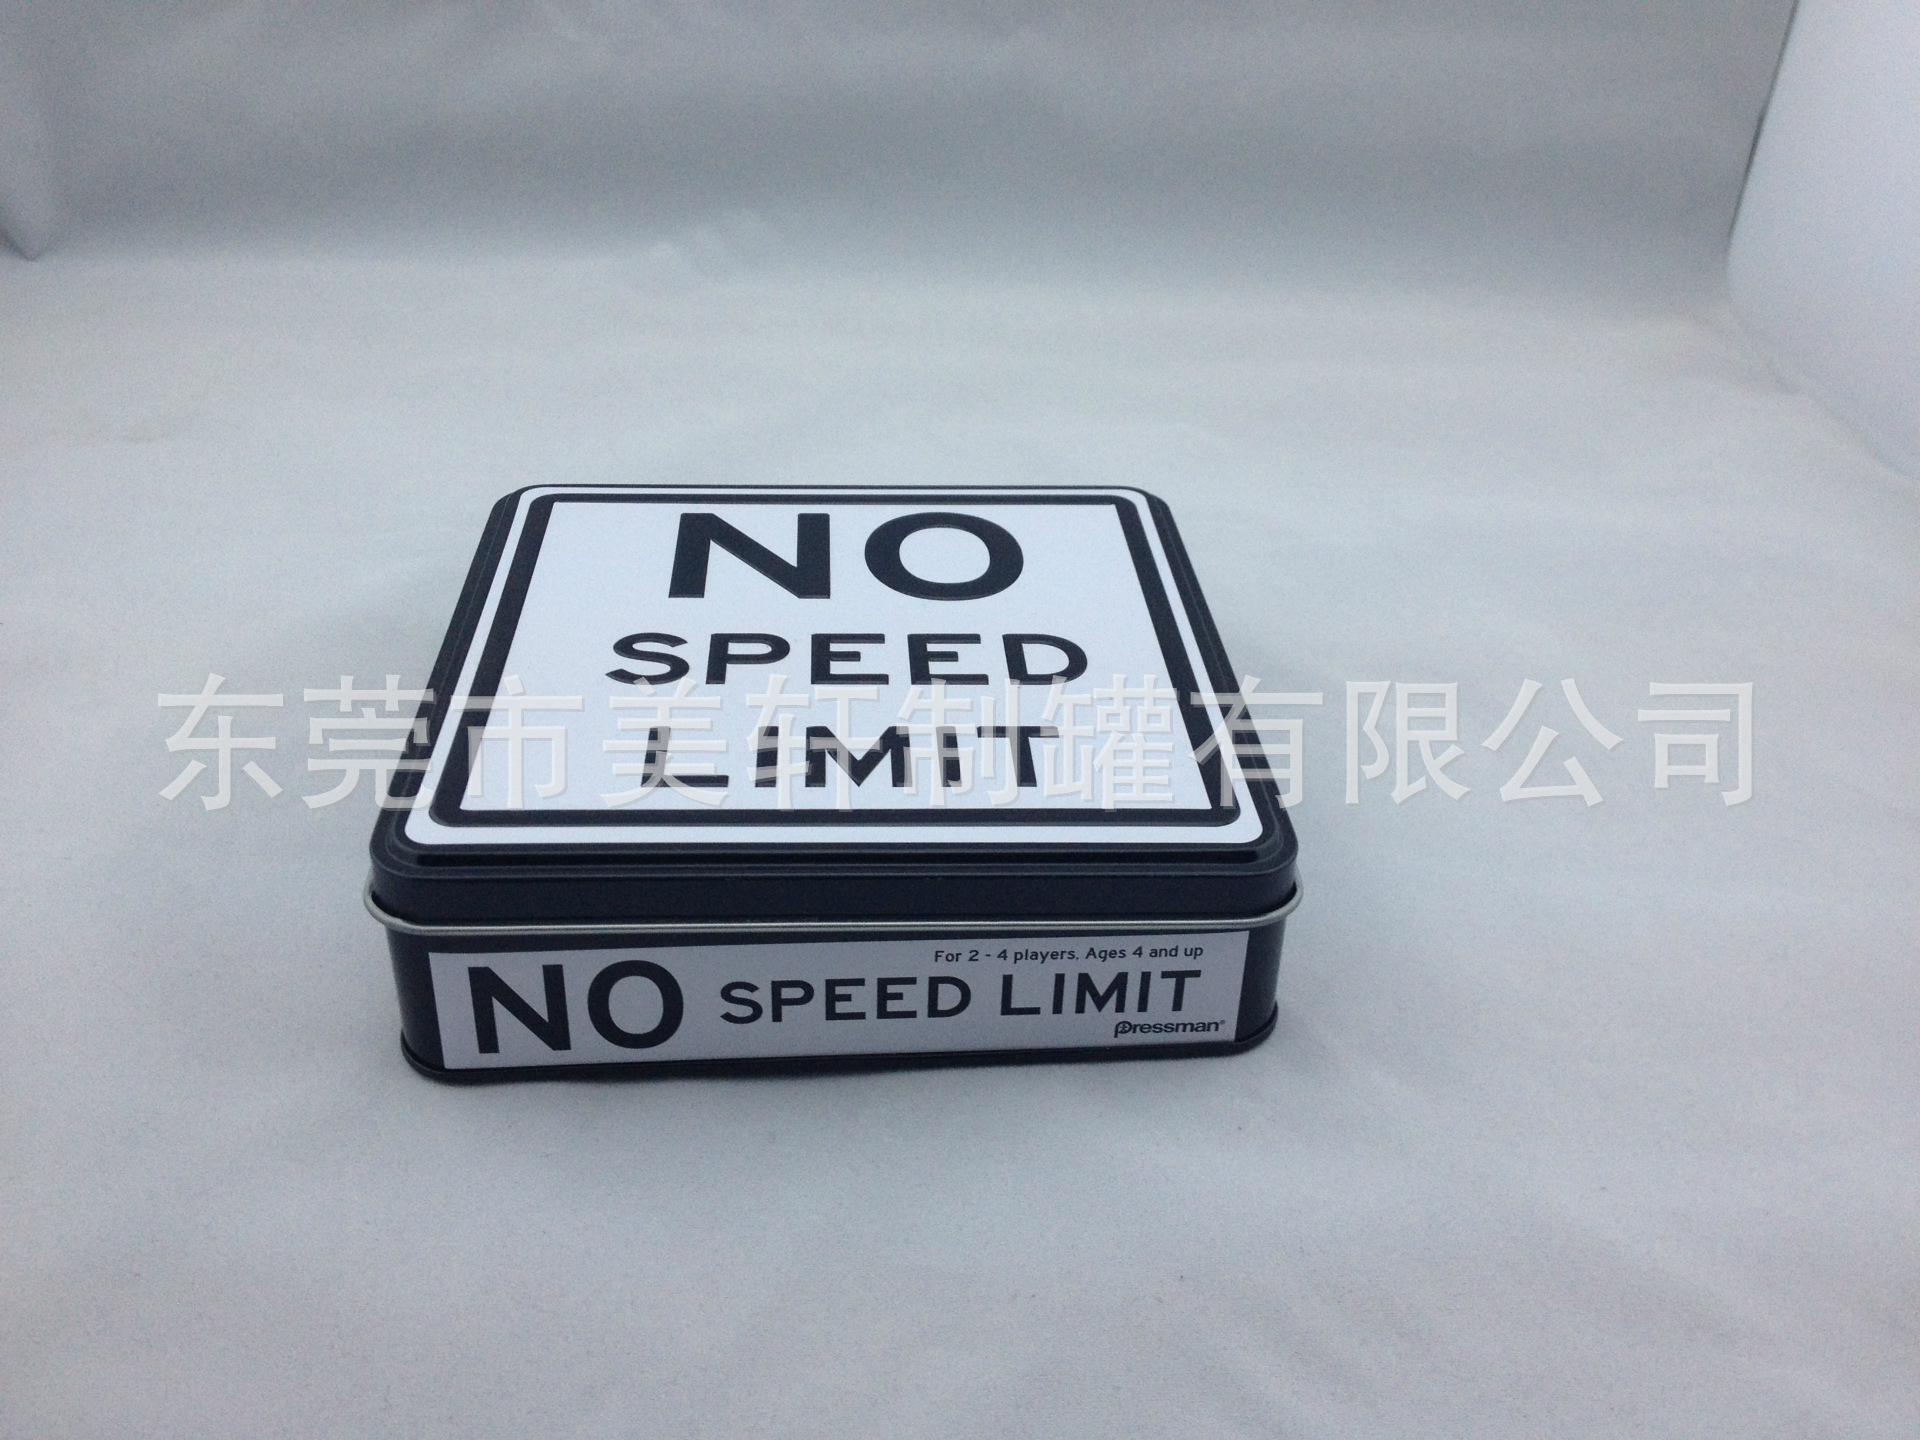 NO
SPEED
LIMIT
东莞市美轩制罐有限公司
For 2 - 4 players, Ages 4 and up
NO SPEED LIMIT
Pressman®